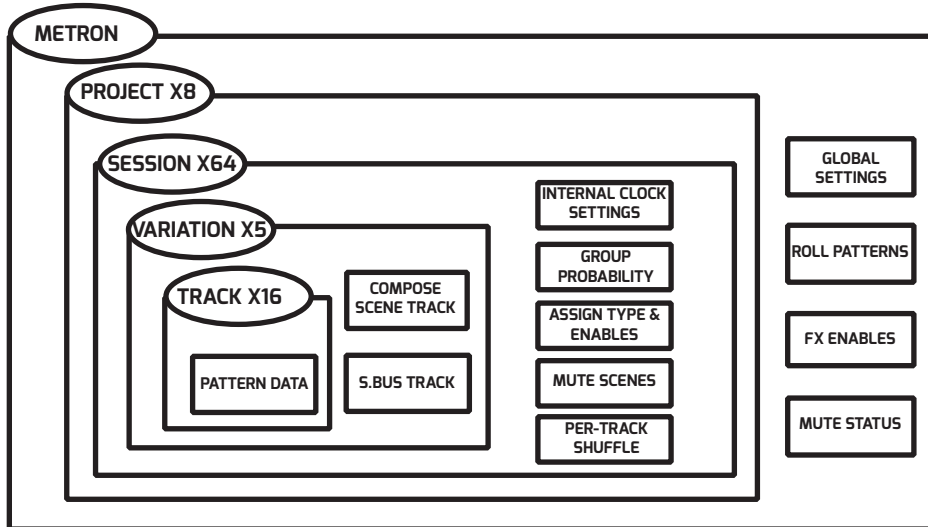 METRON
PROJECT X8
SESSION X64
VARIATION X5
TRACK X16
PATTERN DATA
COMPOSE
SCENE TRACK
S.BUS TRACK
INTERNAL CLOCK
SETTINGS
GROUP
PROBABILITY
ASSIGN TYPE &
ENABLES
MUTE SCENES
PER-TRACK
SHUFFLE
GLOBAL
SETTINGS
ROLL PATTERNS
FX ENABLES
MUTE STATUS